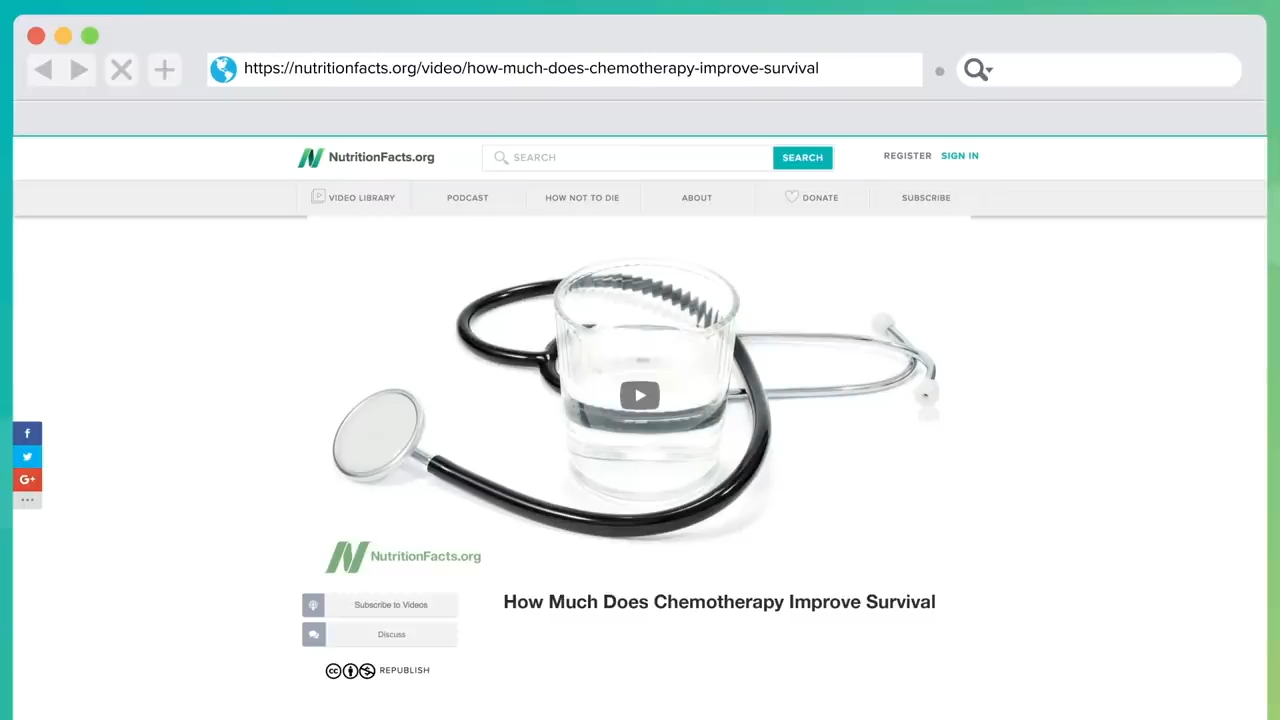 https://nutritionfacts.org/video/how-much-does-chemotherapy-improve-survival
NutritionFacts.org
SEARCH
SEARCH
REGISTER SIGN IN
VIDEO LIBRARY
PODCAST
HOW NOT TO DIE
ABOUT
DONATE
SUBSCRIBE
f
G+
NutritionFacts.org
Subscribe to Videos
How Much Does Chemotherapy Improve Survival
Discuss
cc
REPUBLISH